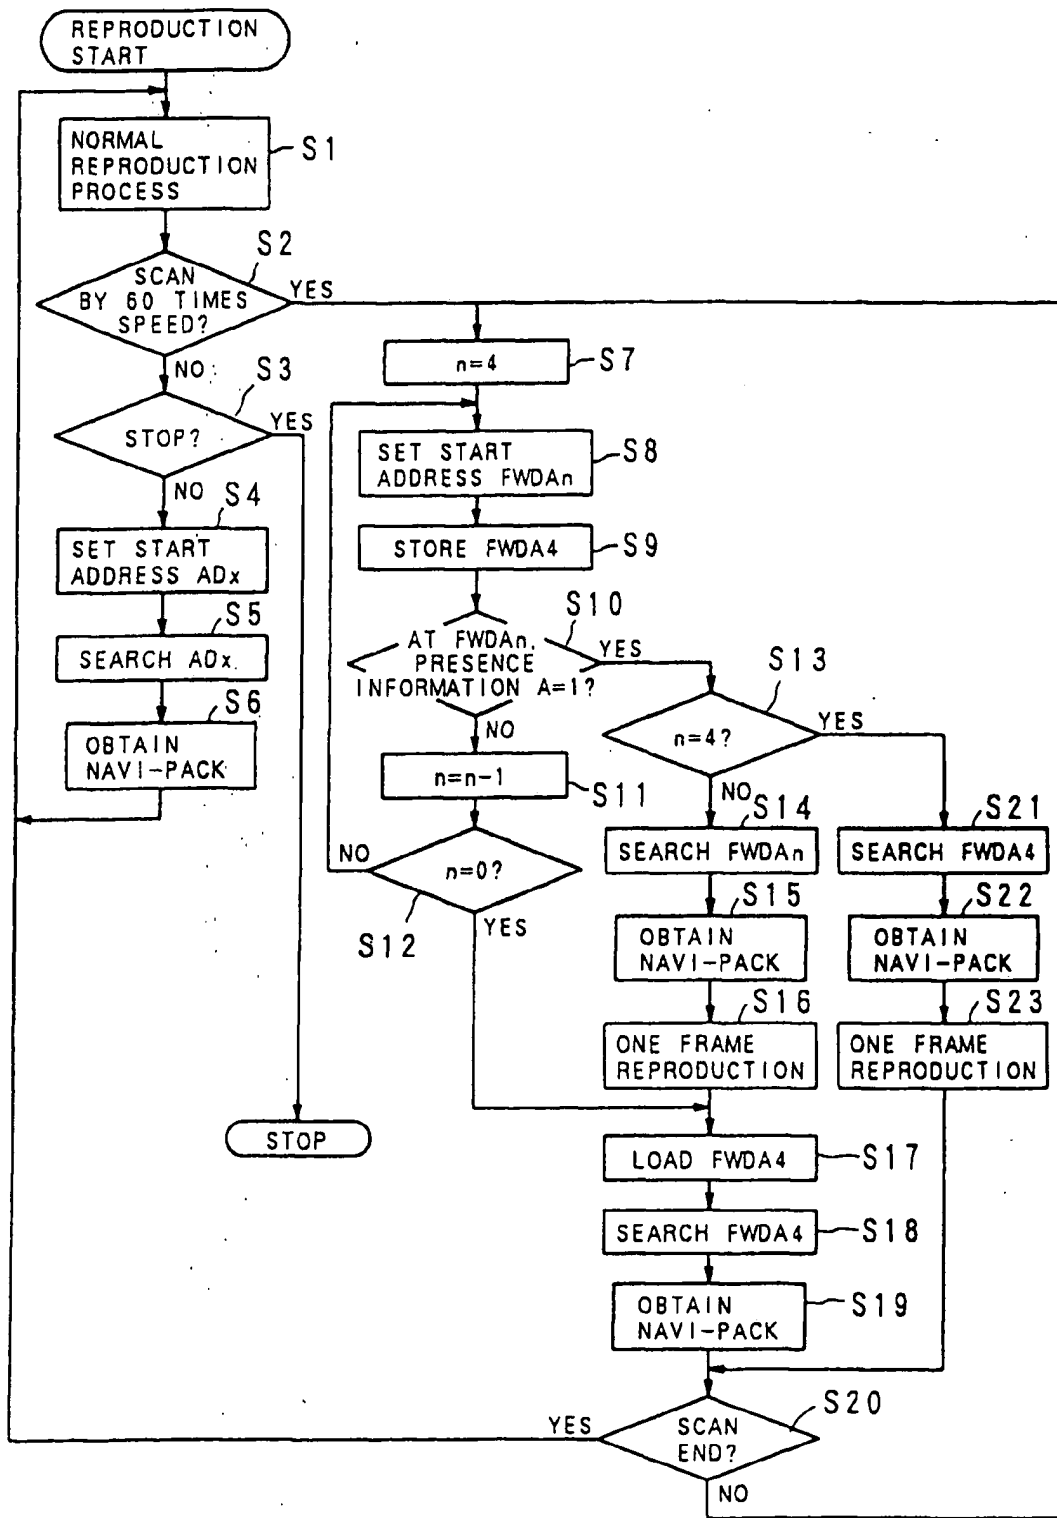 REPRODUCTION
START
NORMAL
REPRODUCTION
PROCESS
S1
SCAN
BY 60 TIMES
SPEED?
S2
YES
NO
n=4
S7
STOP?
S3
YES
NO
SET START
ADDRESS FWDAn
S8
SET START
ADDRESS ADx
S4
STORE FWDA4
S9
SEARCH ADx
S5
AT FWDAn,
PRESENCE
INFORMATION A=1?
S10
YES
NO
OBTAIN
NAVI-PACK
S6
n=4?
S13
YES
NO
n=n-1
S11
n=0?
S12
NO
YES
SEARCH FWDAn
S14
SEARCH FWDA4
S21
OBTAIN
NAVI-PACK
S15
OBTAIN
NAVI-PACK
S22
ONE FRAME
REPRODUCTION
S16
ONE FRAME
REPRODUCTION
S23
STOP
LOAD FWDA4
S17
SEARCH FWDA4
S18
OBTAIN
NAVI-PACK
S19
SCAN
END?
S20
YES
NO